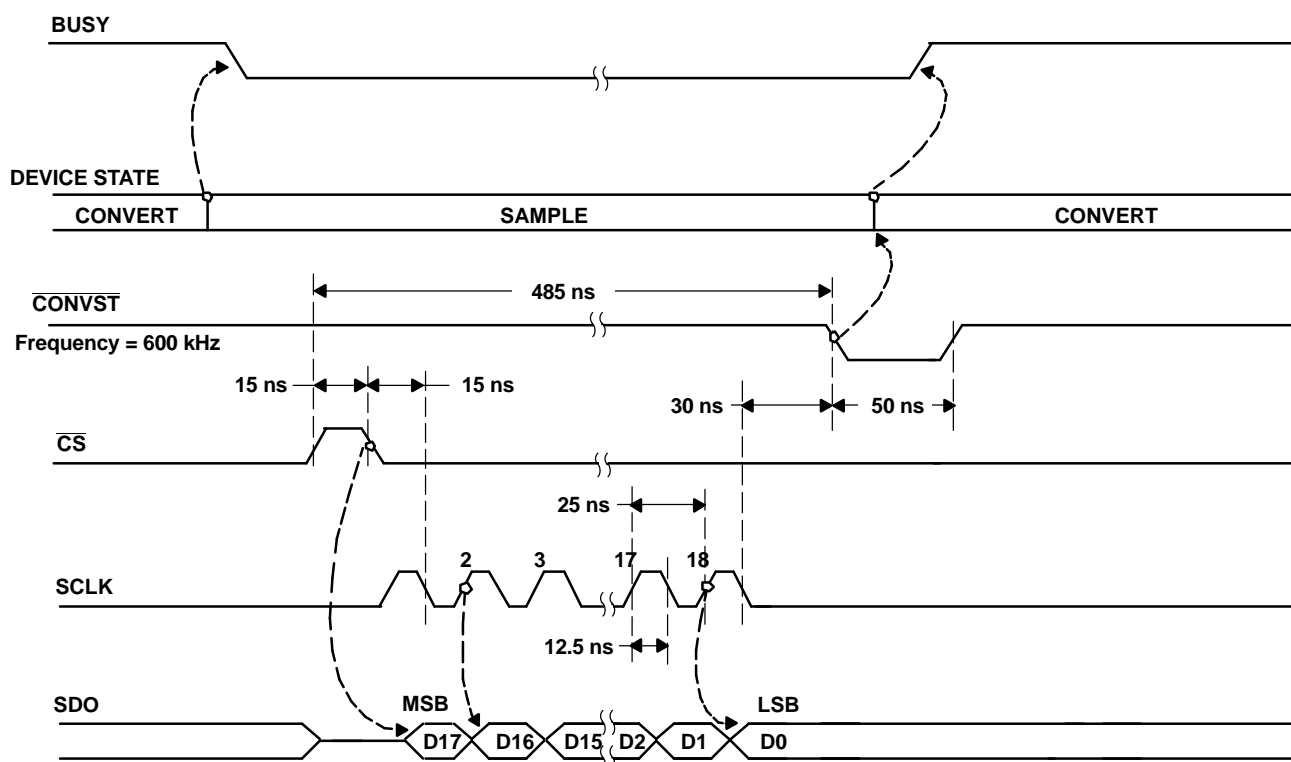 BUSY
DEVICE STATE
CONVERT SAMPLE CONVERT
485 ns
CONVST
Frequency = 600 kHz
15 ns 15 ns
30 ns 50 ns
CS
25 ns
2 3 17 18
SCLK
12.5 ns
SDO MSB LSB
D17 D16 D15 D2 D1 D0